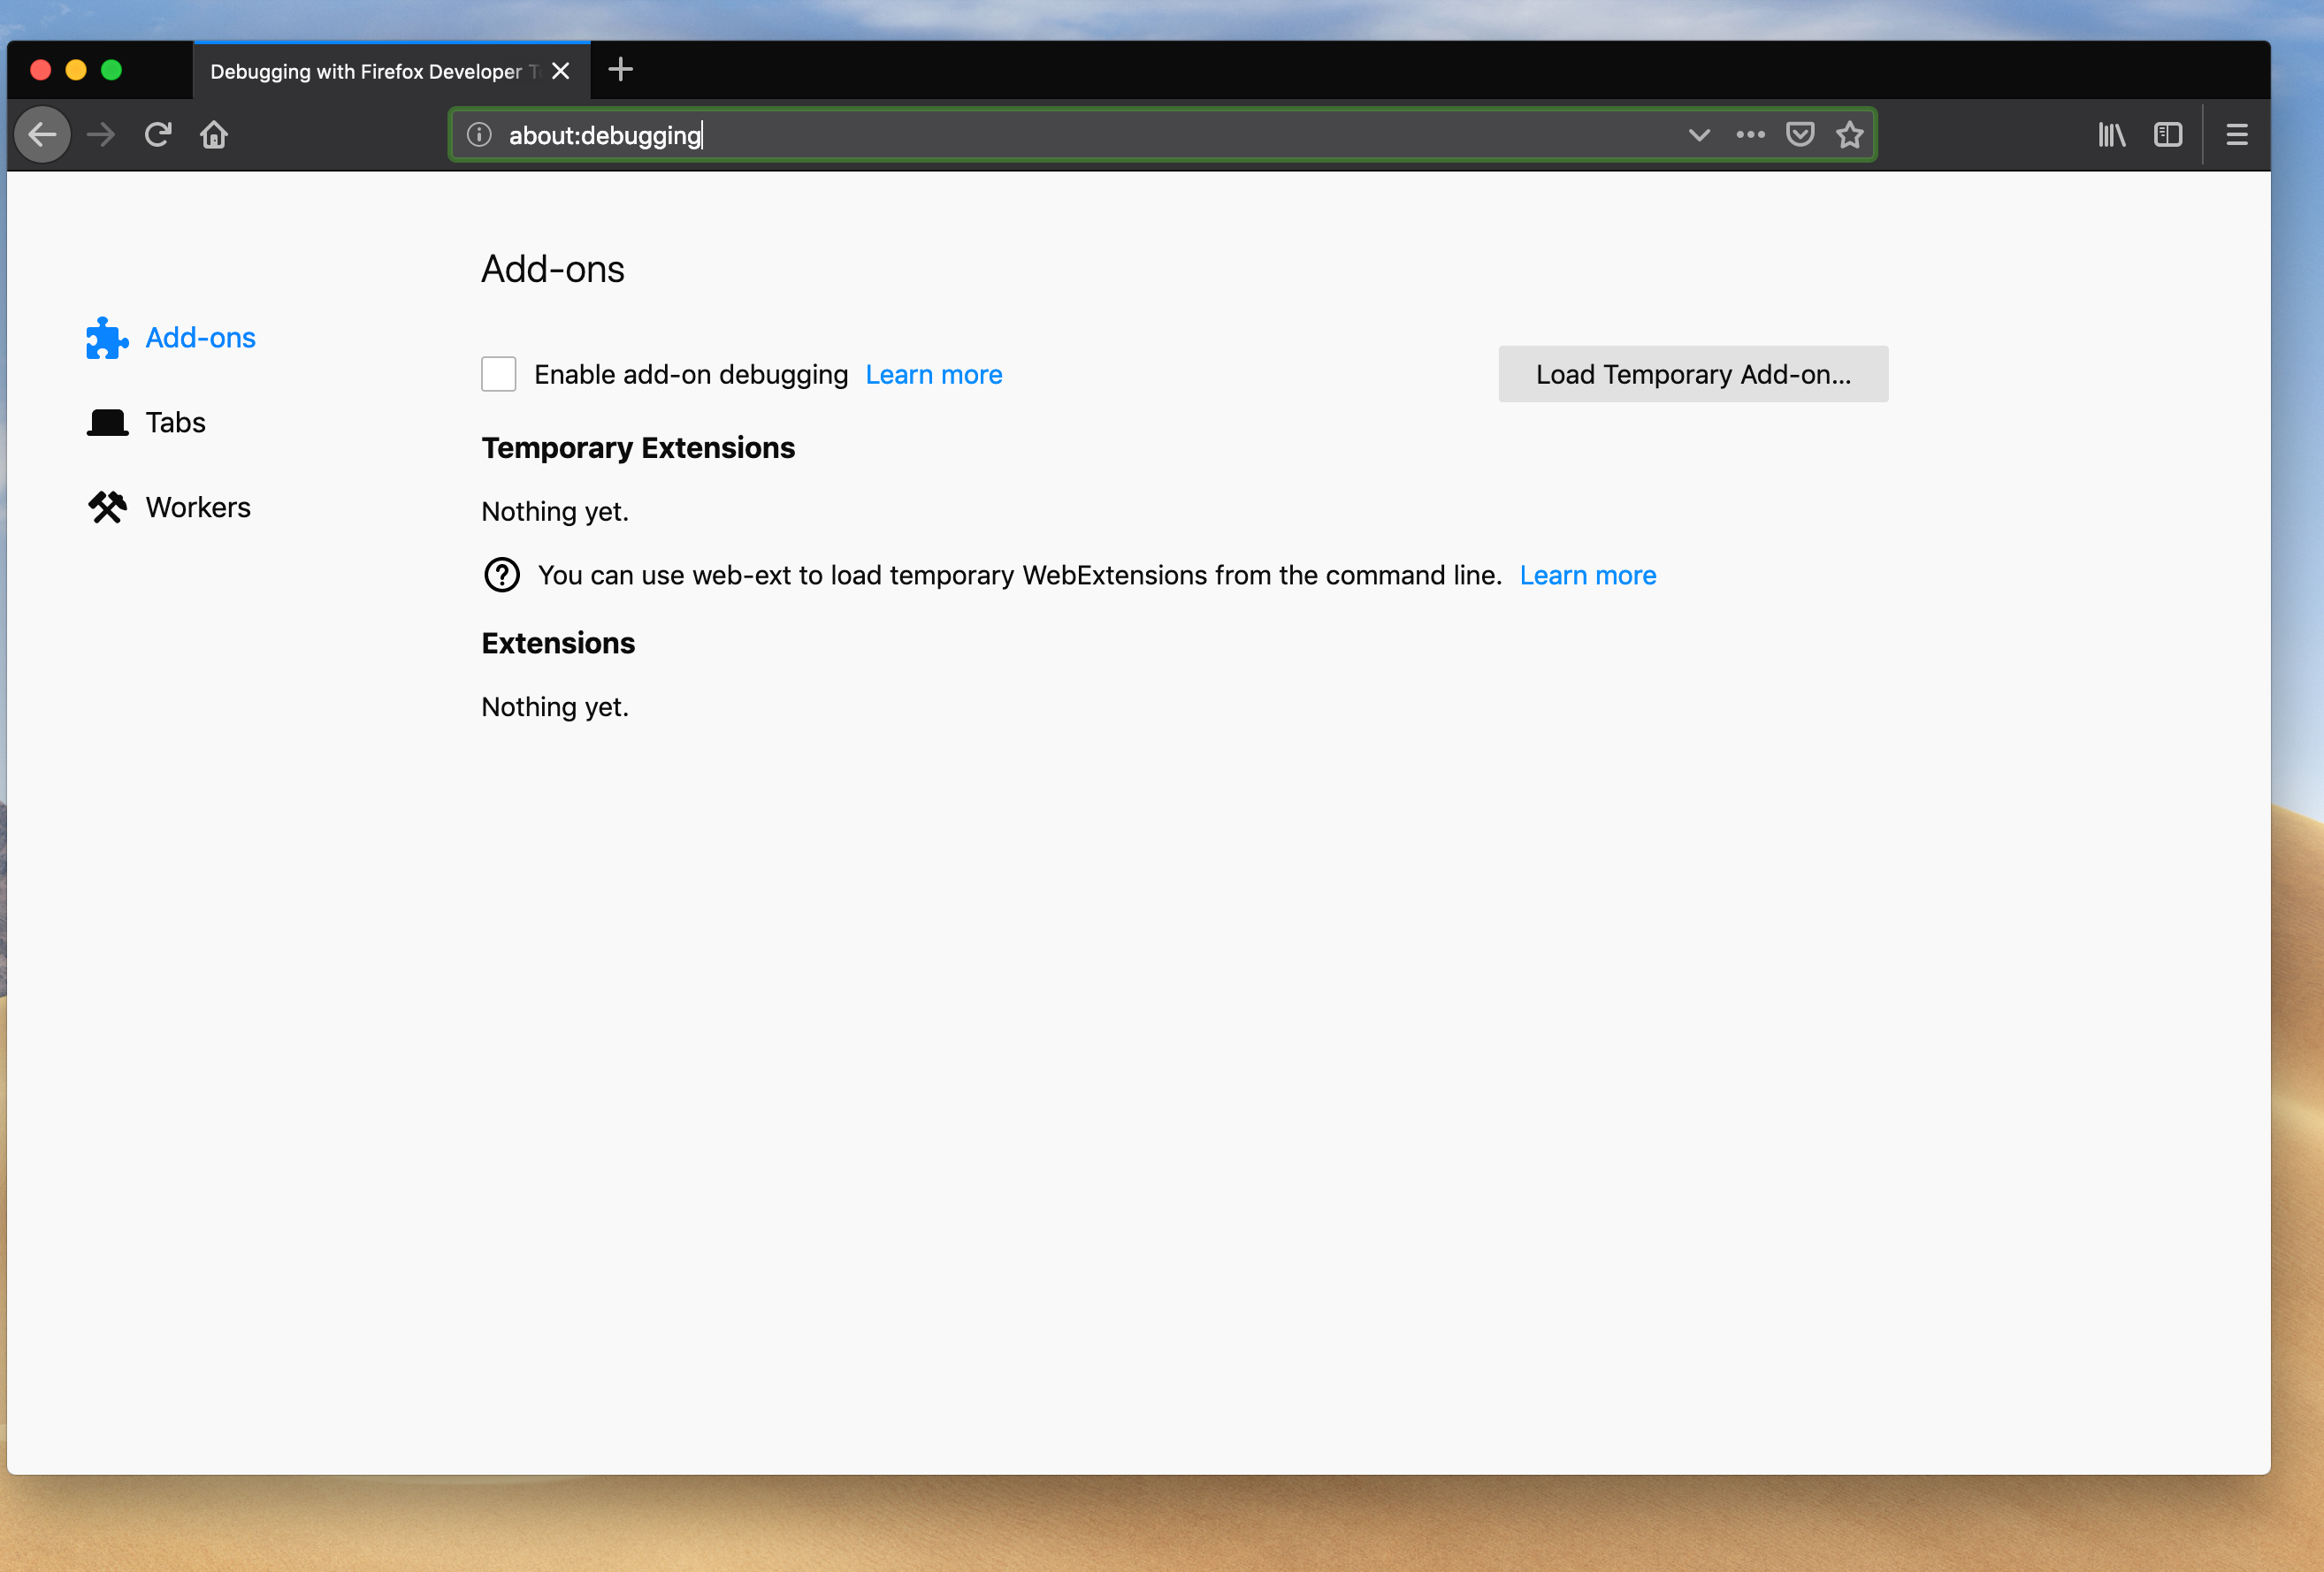 Debugging with Firefox Developer
about:debugging
Add-ons
Add-ons
Tabs
Workers
Enable add-on debugging Learn more
Load Temporary Add-on...
Temporary Extensions
Nothing yet.
You can use web-ext to load temporary WebExtensions from the command line. Learn more
Extensions
Nothing yet.